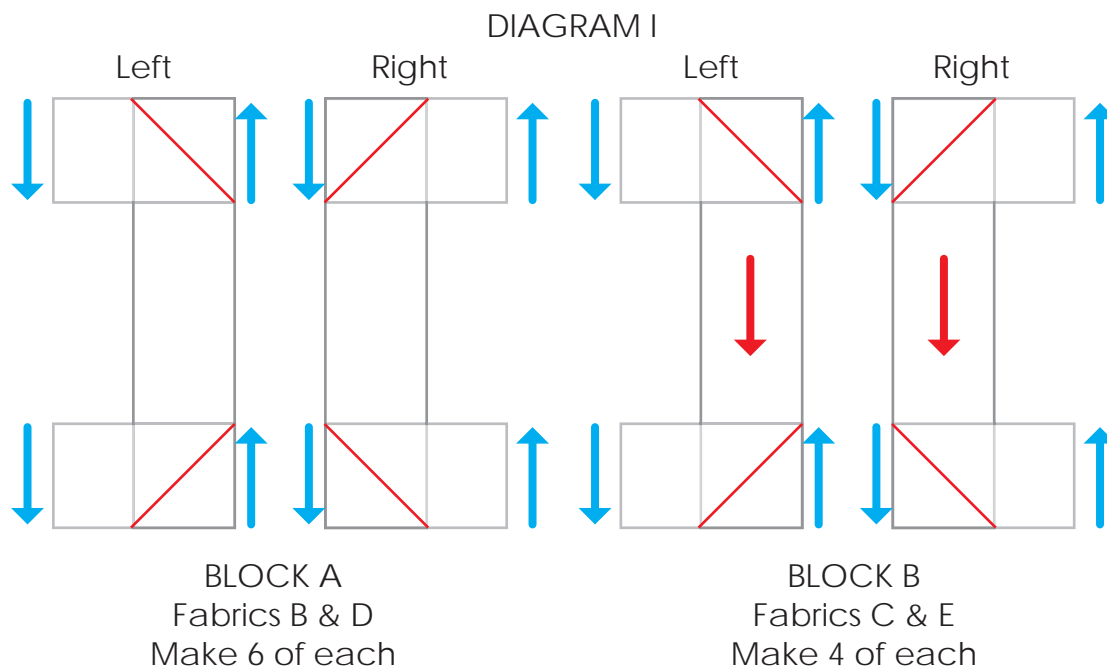 DIAGRAM I
Left
Right
Left
Right
BLOCK A
Fabrics B & D
Make 6 of each
BLOCK B
Fabrics C & E
Make 4 of each